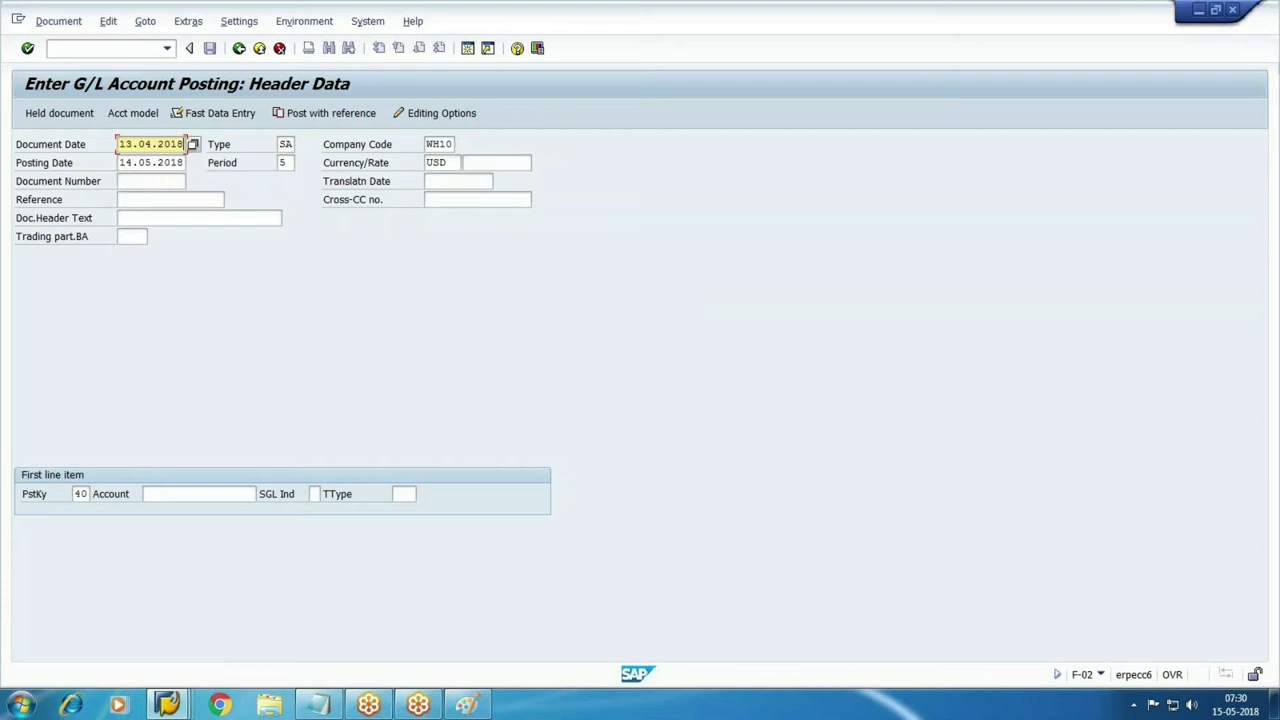 Document Edit Goto Extras Settings Environment System Help
Enter G/L Account Posting: Header Data
Held document Acct model Fast Data Entry Post with reference Editing Options
Document Date 13.04.2018 Type SA Company Code WH10
Posting Date 14.05.2018 Period 5 Currency/Rate USD
Document Number Translatn Date
Reference Cross-CC no.
Doc.Header Text
Trading part.BA
First line item
PstKy 40 Account SGL Ind TType
SAP F-02 erpecc6 OVR
07:30
15-05-2018